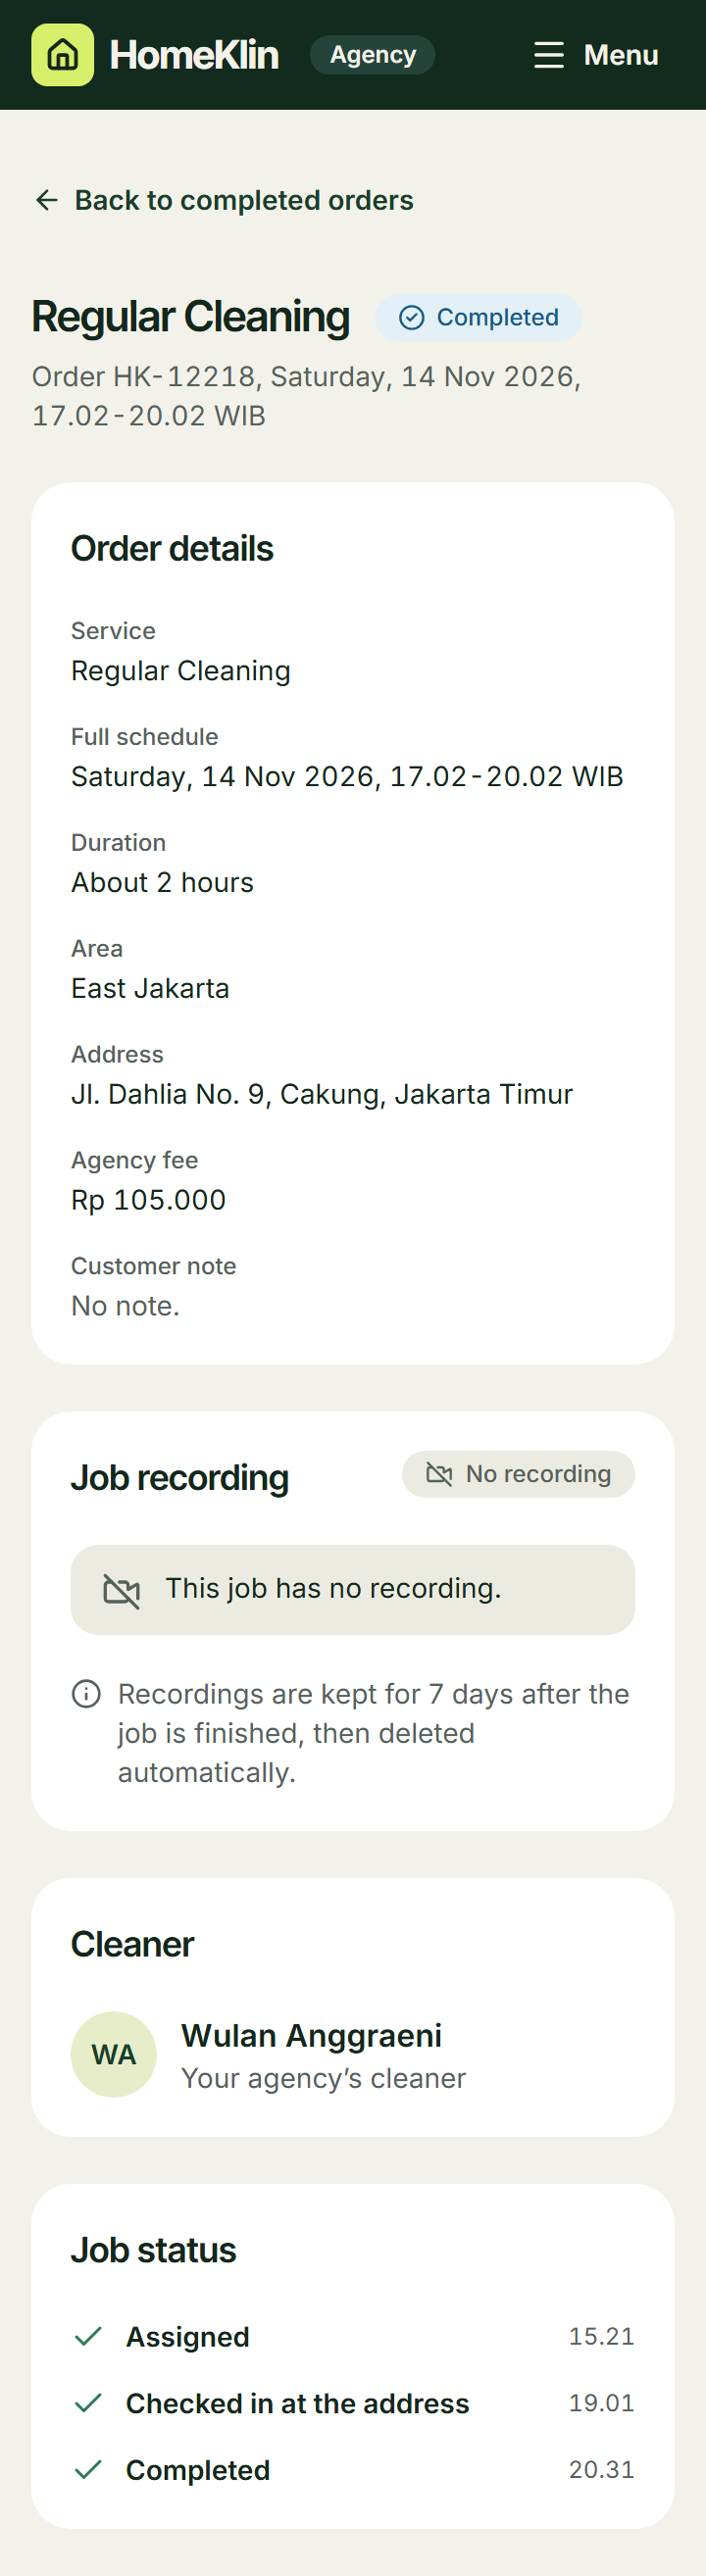 HomeKlin Agency Menu
Back to completed orders
Regular Cleaning Completed
Order HK-12218, Saturday, 14 Nov 2026,
17.02-20.02 WIB
Order details
Service
Regular Cleaning
Full schedule
Saturday, 14 Nov 2026, 17.02-20.02 WIB
Duration
About 2 hours
Area
East Jakarta
Address
Jl. Dahlia No. 9, Cakung, Jakarta Timur
Agency fee
Rp 105.000
Customer note
No note.
Job recording No recording
This job has no recording.
Recordings are kept for 7 days after the
job is finished, then deleted
automatically.
Cleaner
WA
Wulan Anggraeni
Your agency’s cleaner
Job status
Assigned 15.21
Checked in at the address 19.01
Completed 20.31